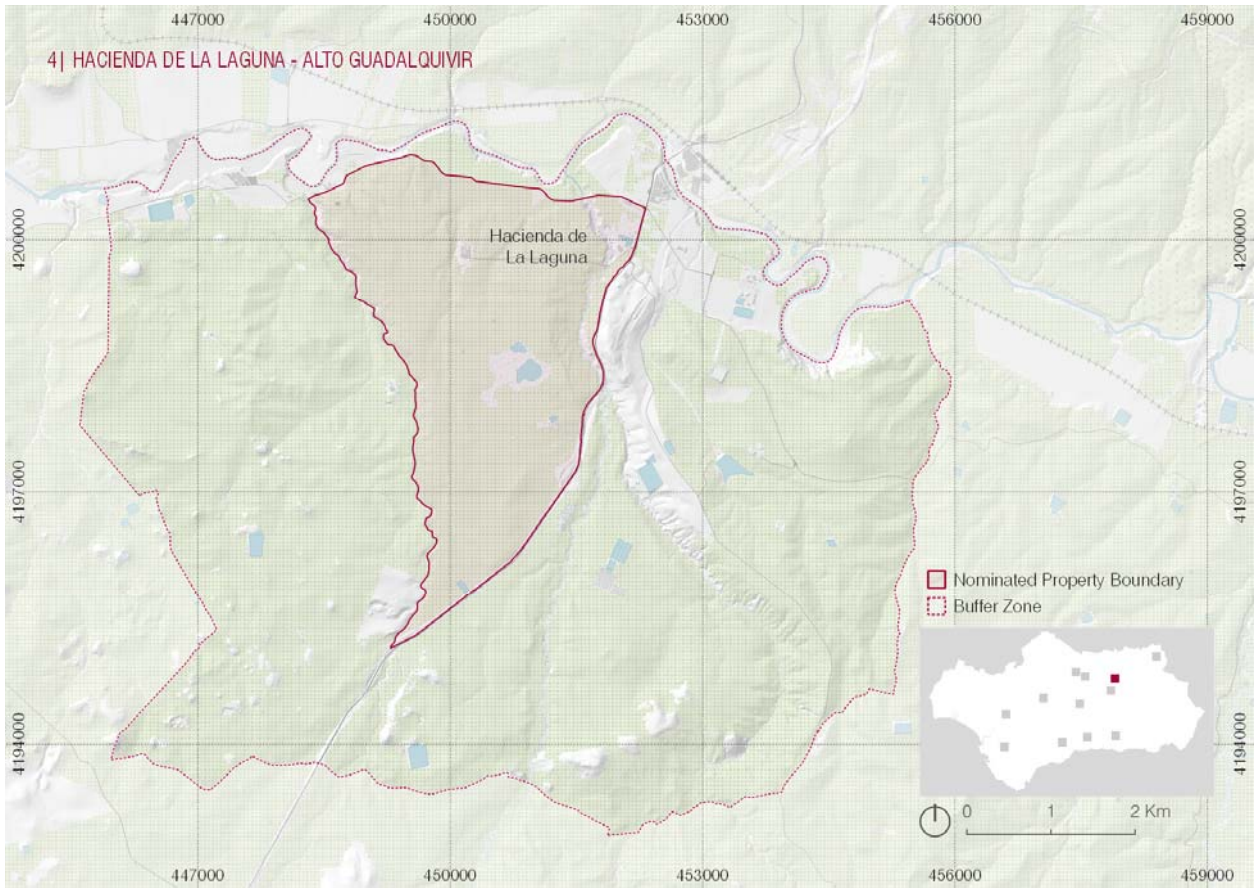 447000 450000 453000 456000 459000
4| HACIENDA DE LA LAGUNA - ALTO GUADALQUIVIR
4200000
Hacienda de
La Laguna
4200000
4197000
4197000
Nominated Property Boundary
Buffer Zone
4194000
4194000
0 1 2 Km
447000 450000 453000 456000 459000